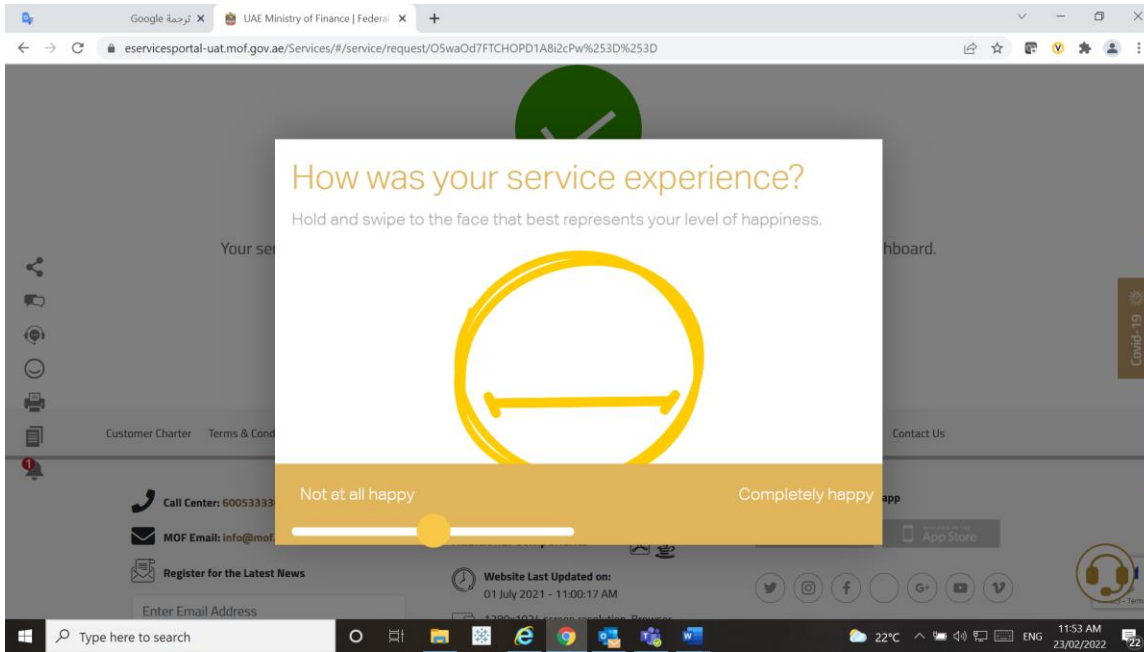 ترجمة Google
UAE Ministry of Finance | Federal
eservicesportal-uat.mof.gov.ae/Services/#/service/request/O5waOd7FTCHOPD1A8i2cPw%253D%253D
How was your service experience?
Hold and swipe to the face that best represents your level of happiness.
Your ser
hboard.
Covid-19
Customer Charter Terms & Cond
Contact Us
1
Not at all happy Completely happy
Call Center: 60053333
MOF Email: info@mof.
App Store
Register for the Latest News
Website Last Updated on:
01 July 2021 - 11:00:17 AM
Enter Email Address
G+
Type here to search
22°C
ENG
11:53 AM
23/02/2022
22